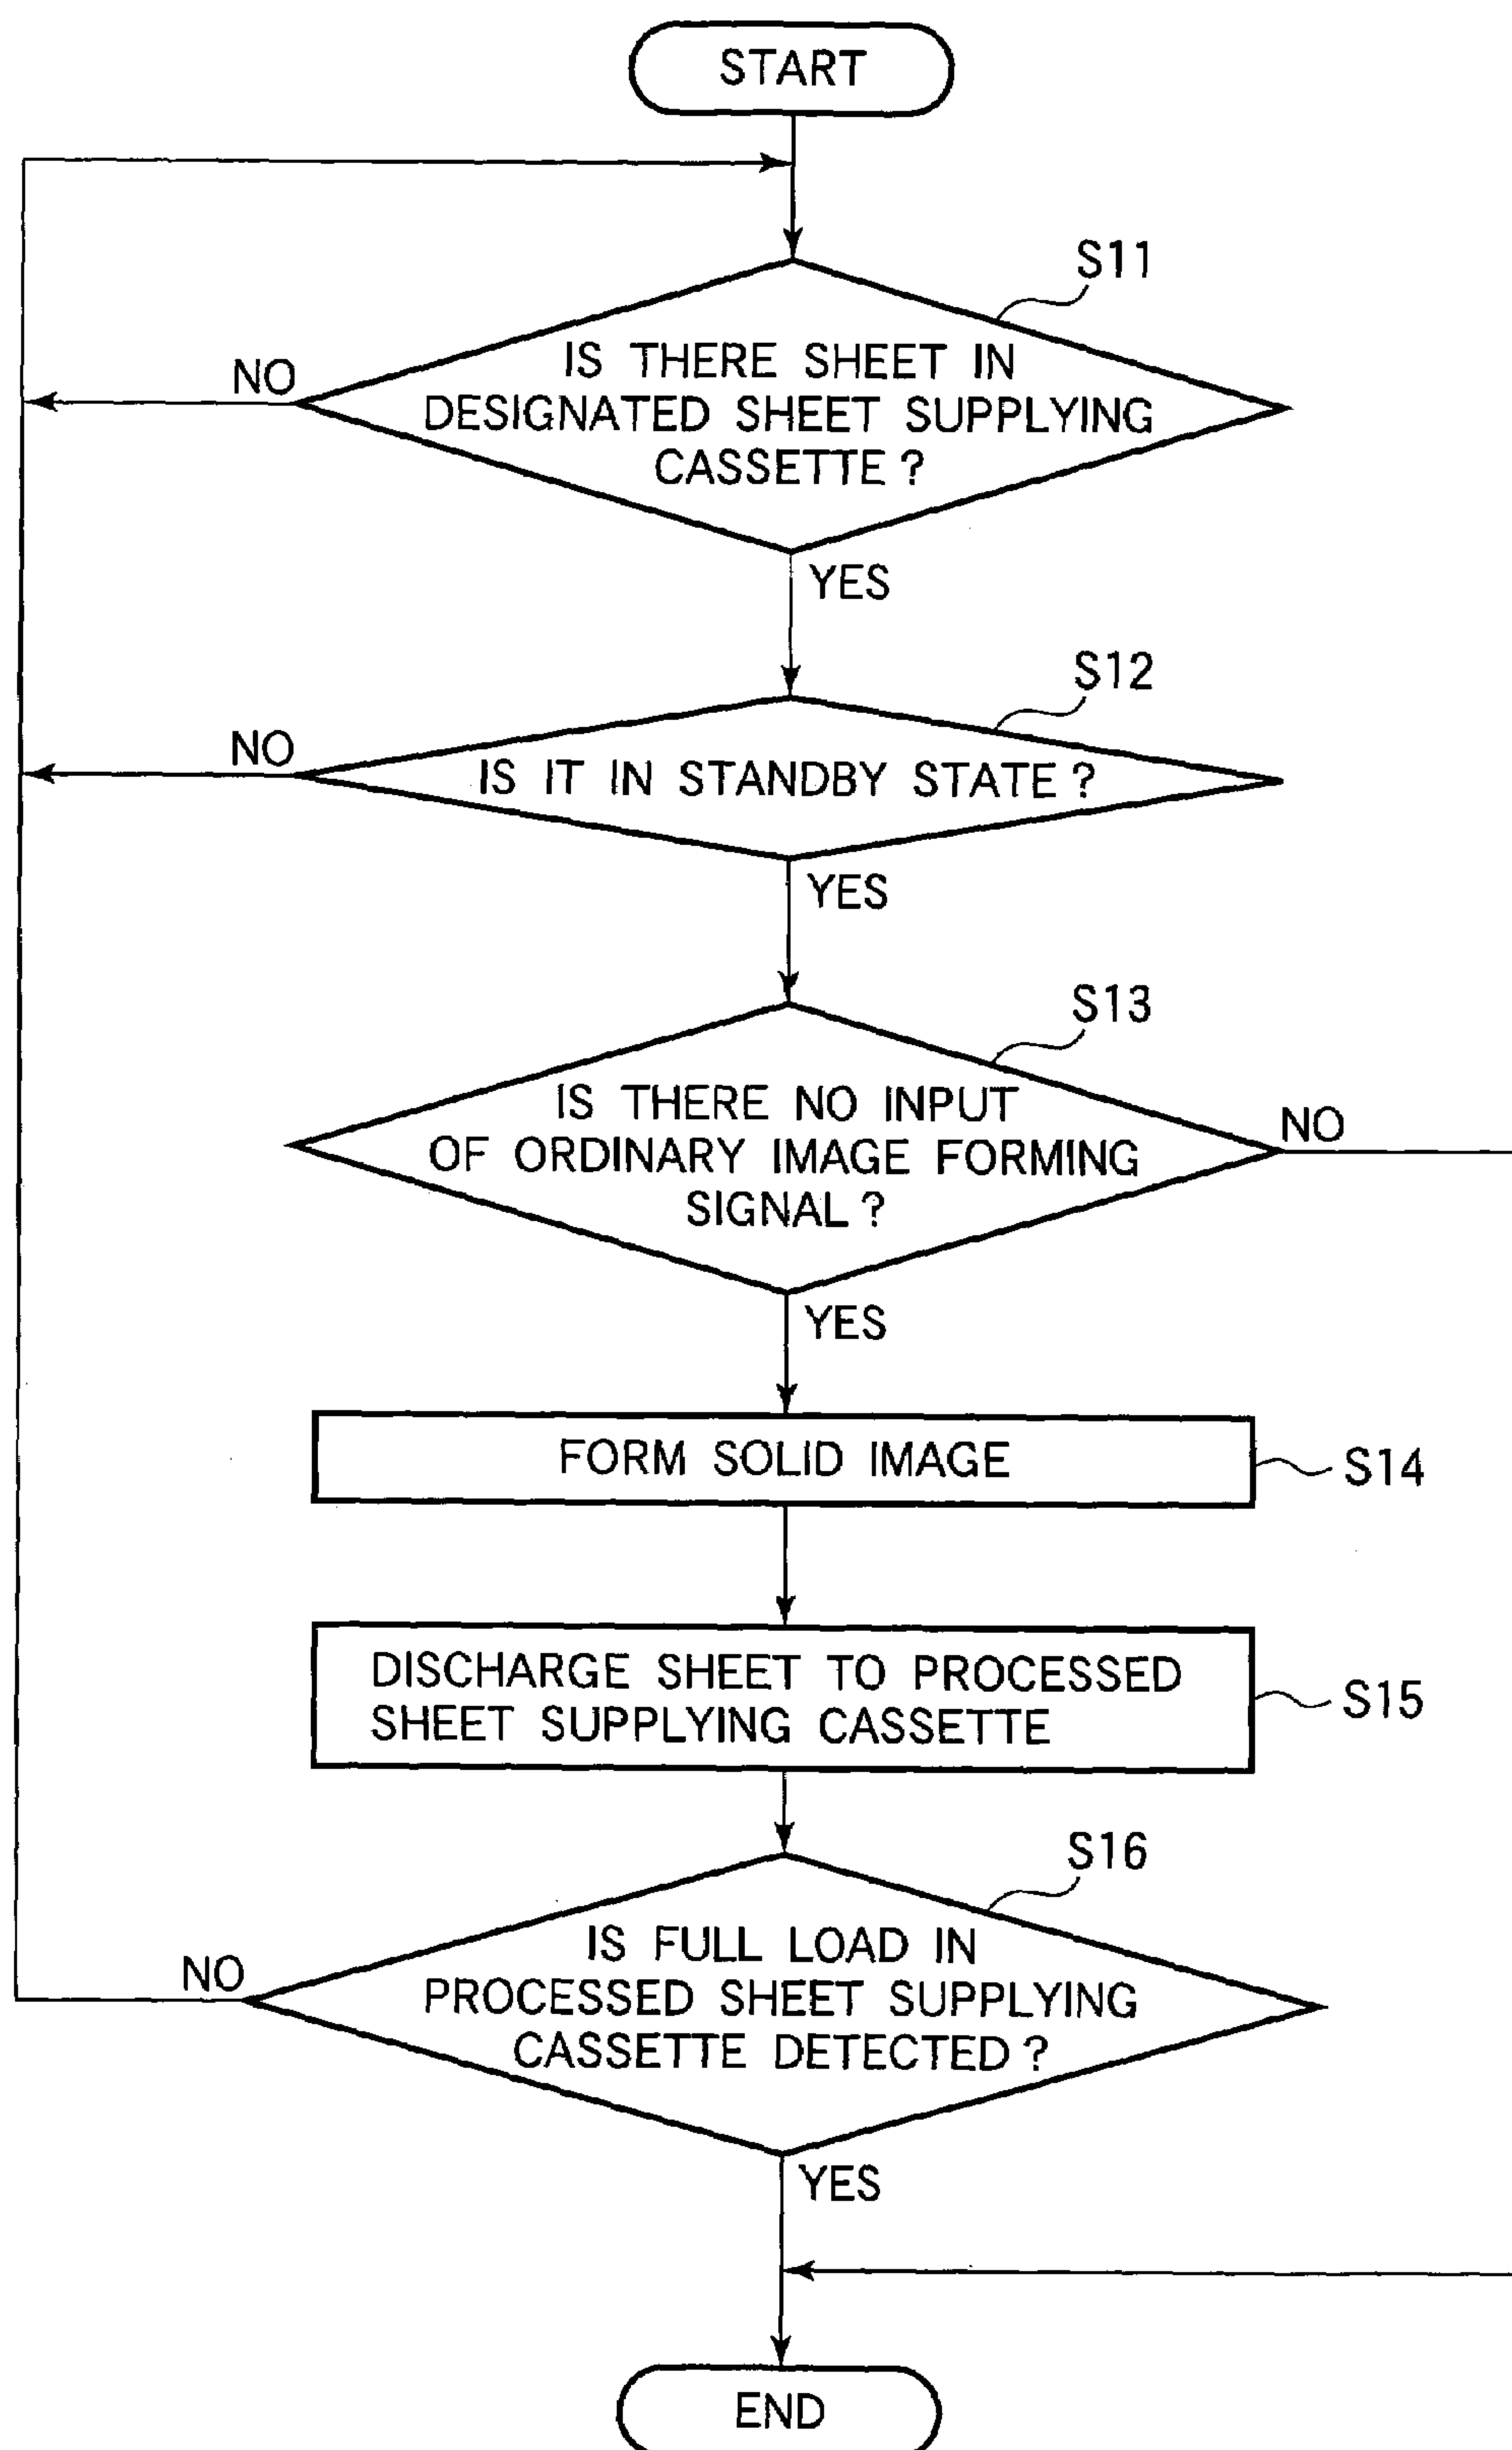 START
S11
IS THERE SHEET IN
DESIGNATED SHEET SUPPLYING
CASSETTE ?
NO
YES
S12
NO
IS IT IN STANDBY STATE ?
YES
S13
IS THERE NO INPUT
OF ORDINARY IMAGE FORMING
SIGNAL ?
NO
YES
FORM SOLID IMAGE
S14
DISCHARGE SHEET TO PROCESSED
SHEET SUPPLYING CASSETTE
S15
S16
IS FULL LOAD IN
PROCESSED SHEET SUPPLYING
CASSETTE DETECTED ?
NO
YES
END